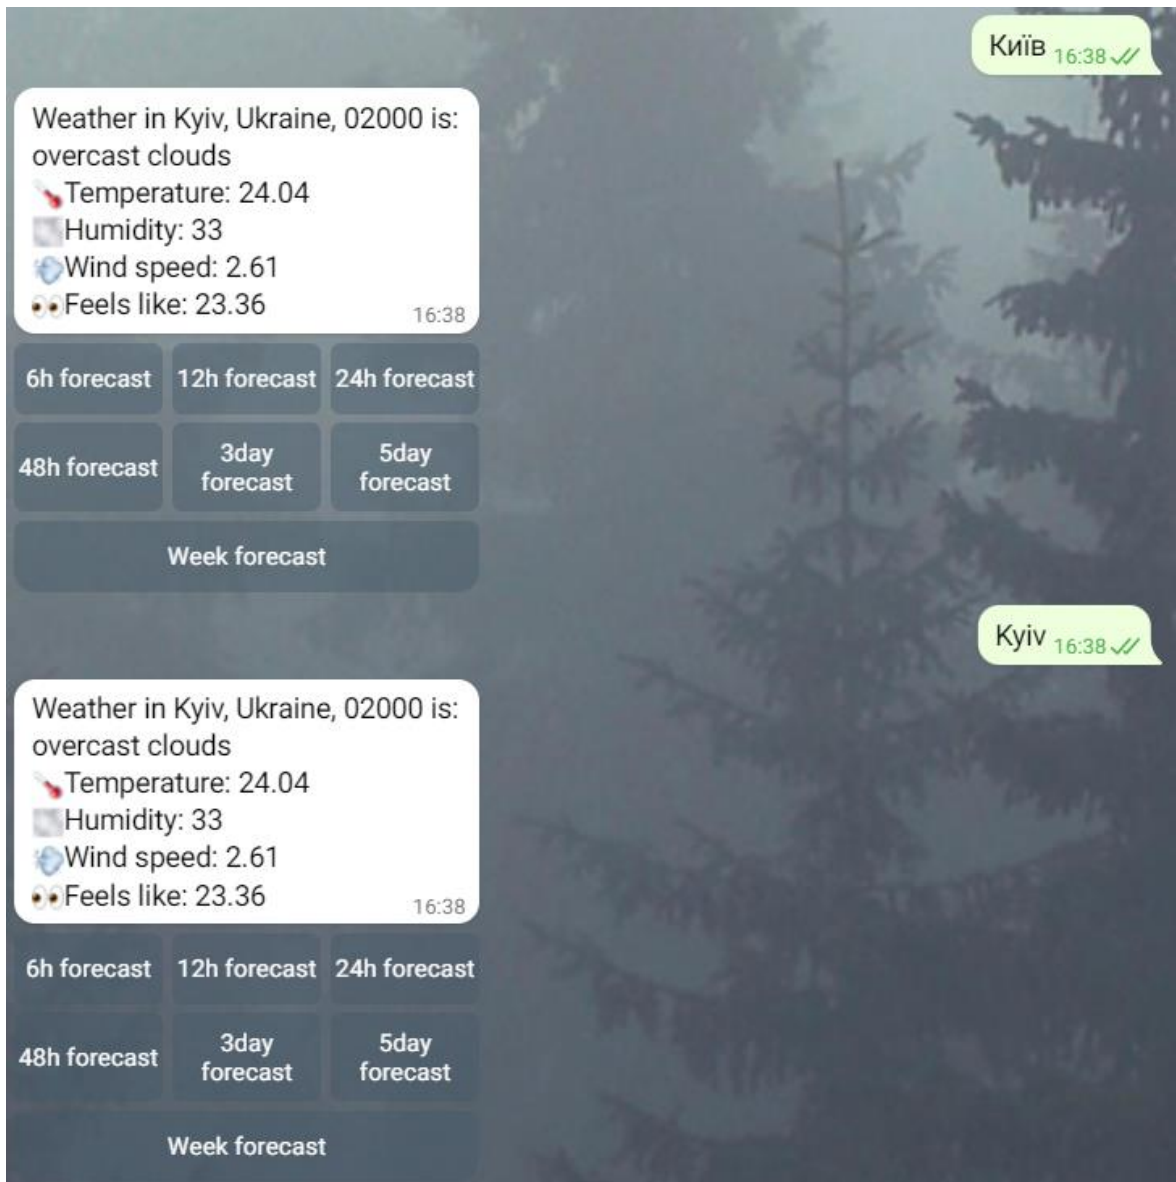 Київ 16:38
Weather in Kyiv, Ukraine, 02000 is:
overcast clouds
Temperature: 24.04
Humidity: 33
Wind speed: 2.61
Feels like: 23.36
16:38
6h forecast 12h forecast 24h forecast
48h forecast
3day
forecast
5day
forecast
Week forecast
Kyiv 16:38
Weather in Kyiv, Ukraine, 02000 is:
overcast clouds
Temperature: 24.04
Humidity: 33
Wind speed: 2.61
Feels like: 23.36
16:38
6h forecast 12h forecast 24h forecast
48h forecast
3day
forecast
5day
forecast
Week forecast